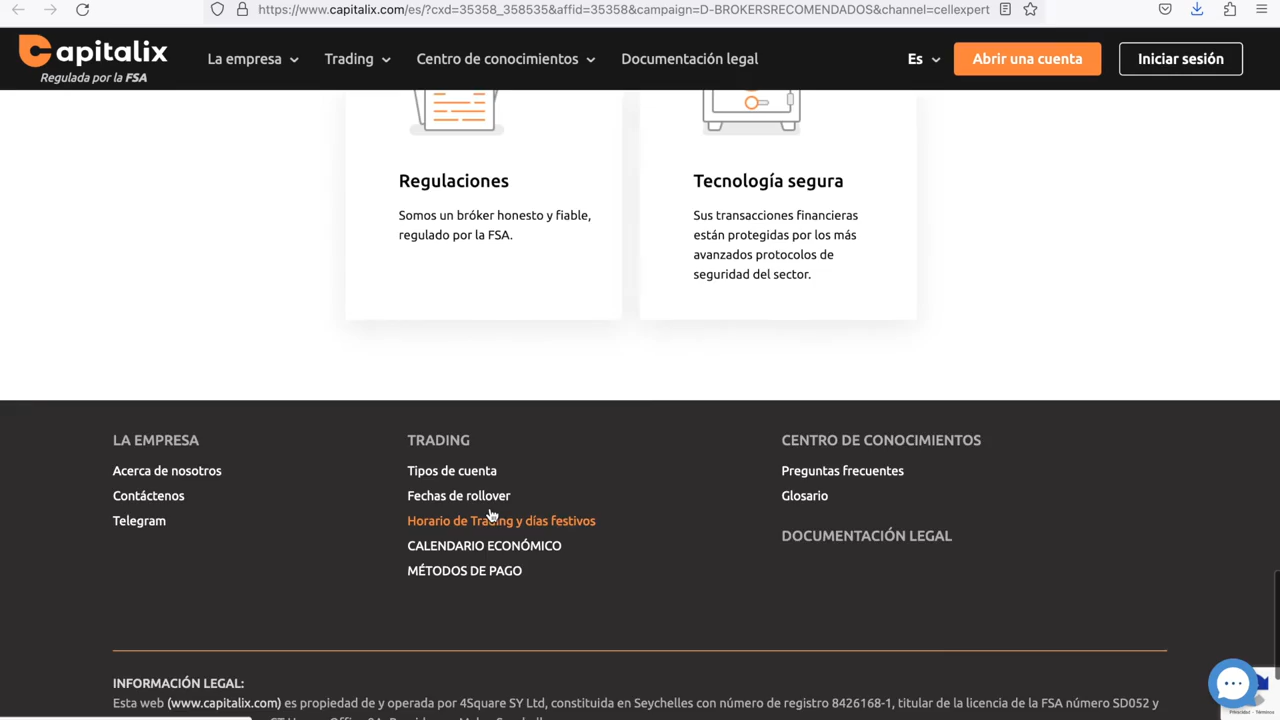 https://www.capitalix.com/es/?cxd=35358_358535&affid=35358&campaign=D-BROKERSRECOMENDADOS&channel=cellexpert
capitalix
Regulada por la FSA
La empresa
Trading
Centro de conocimientos
Documentación legal
Es
Abrir una cuenta
Iniciar sesión
Regulaciones
Somos un bróker honesto y fiable,
regulado por la FSA.
Tecnología segura
Sus transacciones financieras
están protegidas por los más
avanzados protocolos de
seguridad del sector.
LA EMPRESA
Acerca de nosotros
Contáctenos
Telegram
TRADING
Tipos de cuenta
Fechas de rollover
Horario de Trading y días festivos
CALENDARIO ECONÓMICO
MÉTODOS DE PAGO
CENTRO DE CONOCIMIENTOS
Preguntas frecuentes
Glosario
DOCUMENTACIÓN LEGAL
INFORMACIÓN LEGAL:
Esta web (www.capitalix.com) es propiedad de y operada por 4Square SY Ltd, constituida en Seychelles con número de registro 8426168-1, titular de la licencia de la FSA número SD052 y
Privacidad - Términos